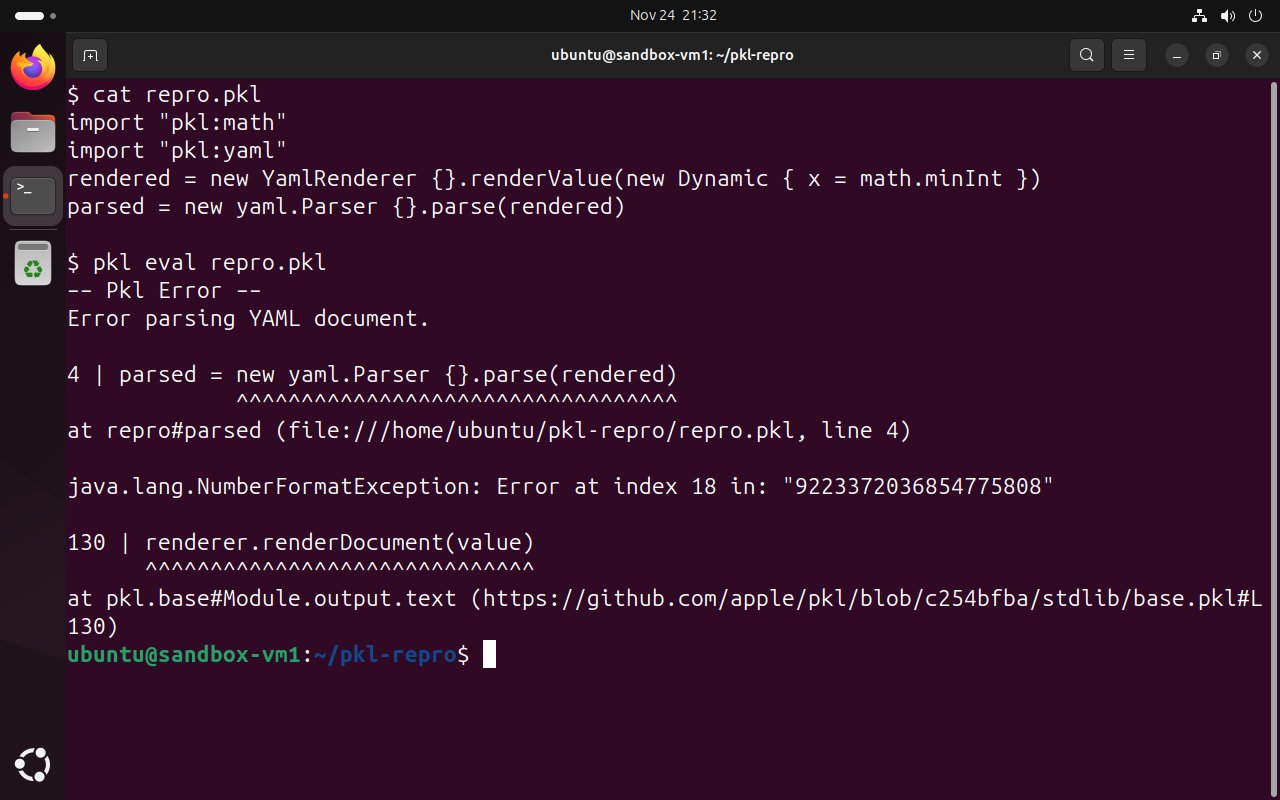 Nov 24 21:32
ubuntu@sandbox-vm1: ~/pkl-repro
$ cat repro.pkl
import "pkl:math"
import "pkl:yaml"
rendered = new YamlRenderer {}.renderValue(new Dynamic { x = math.minInt })
parsed = new yaml.Parser {}.parse(rendered)
$ pkl eval repro.pkl
-- Pkl Error --
Error parsing YAML document.
4 | parsed = new yaml.Parser {}.parse(rendered)
^^^^^^^^^^^^^^^^^^^^^^^^^^^^^^^^^^
at repro#parsed (file:///home/ubuntu/pkl-repro/repro.pkl, line 4)
java.lang.NumberFormatException: Error at index 18 in: "9223372036854775808"
130 | renderer.renderDocument(value)
^^^^^^^^^^^^^^^^^^^^^^^^^^^^^^
at pkl.base#Module.output.text (https://github.com/apple/pkl/blob/c254bfba/stdlib/base.pkl#L
130)
ubuntu@sandbox-vm1:~/pkl-repro$